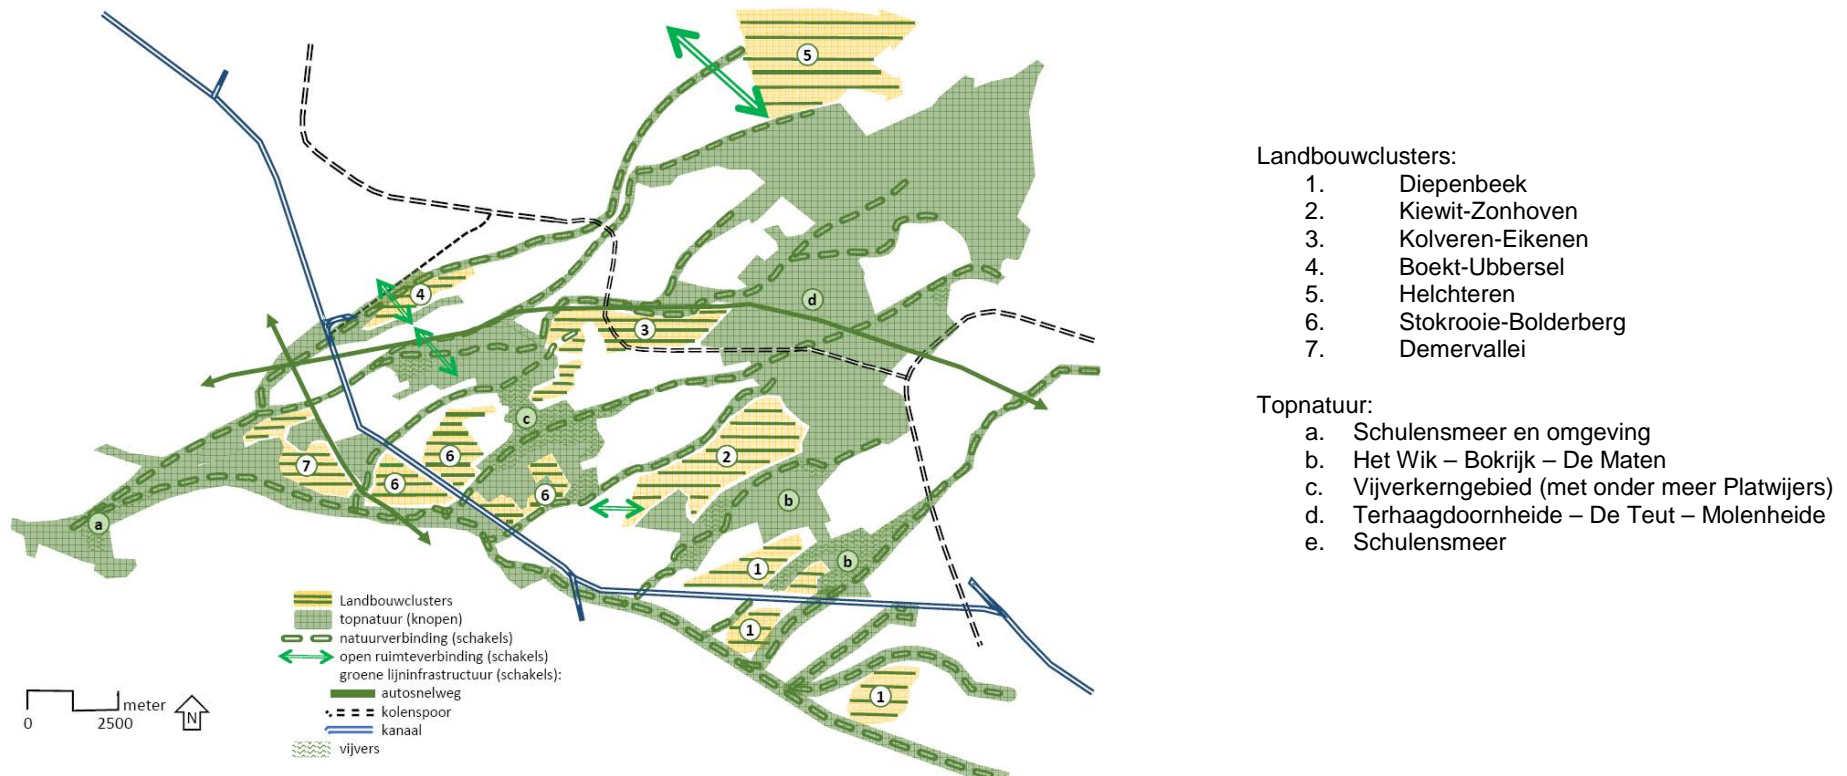 5
4
d
3
c
2
6
7
6
6
b
a
1
b
1
1
Landbouwclusters
topnatuur (knopen)
natuurverbinding (schakels)
open ruimteverbinding (schakels)
groene lijninfrastructuur (schakels):
autosnelweg
kolenspoor
kanaal
vijvers
meter
0 2500
N
Landbouwclusters:
1. Diepenbeek
2. Kiewit-Zonhoven
3. Kolveren-Eikenen
4. Boekt-Ubbersel
5. Helchteren
6. Stokrooie-Bolderberg
7. Demervallei
Topnatuur:
a. Schulensmeer en omgeving
b. Het Wik – Bokrijk – De Maten
c. Vijverkerngebied (met onder meer Platwijers)
d. Terhaagdoornheide – De Teut – Molenheide
e. Schulensmeer